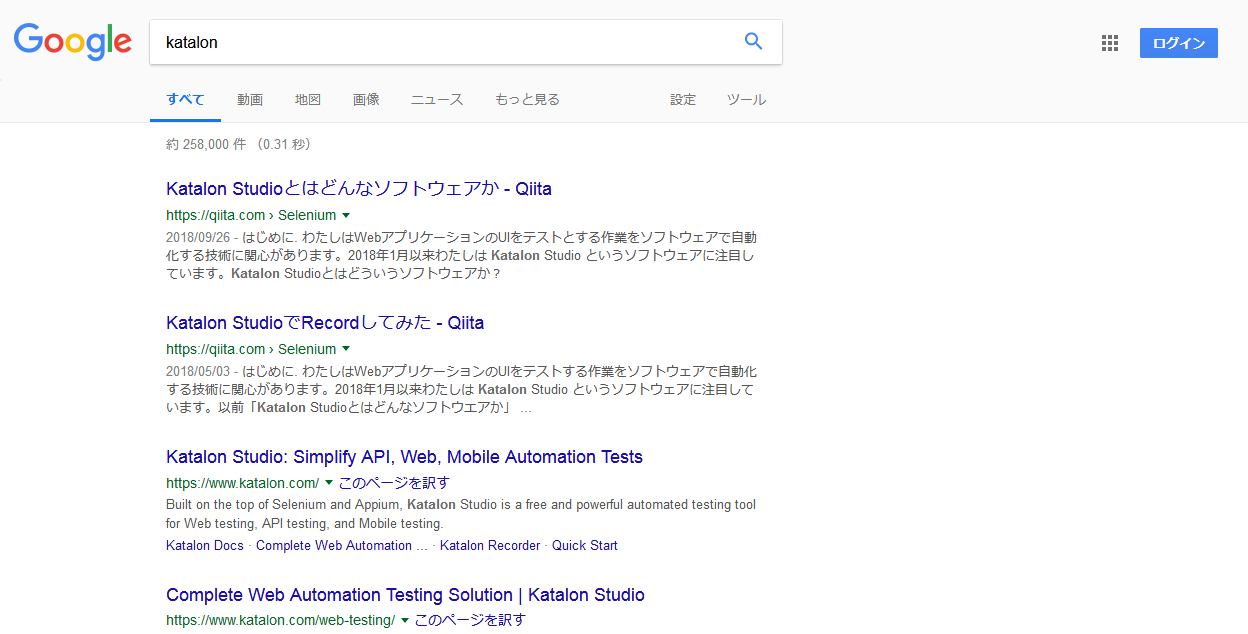 Google
katalon
ログイン
すべて 動画 地図 画像 ニュース もっと見る 設定 ツール
約 258,000 件 （0.31 秒）
Katalon Studioとはどんなソフトウェアか - Qiita
https://qiita.com › Selenium
2018/09/26 - はじめに. わたしはWebアプリケーションのUIをテストとする作業をソフトウェアで自動
化する技術に関心があります。2018年1月以来わたしは Katalon Studio というソフトウェアに注目し
ています。Katalon Studioとはどういうソフトウェアか？
Katalon StudioでRecordしてみた - Qiita
https://qiita.com › Selenium
2018/05/03 - はじめに. わたしはWebアプリケーションのUIをテストする作業をソフトウェアで自動化
する技術に関心があります。2018年1月以来わたしは Katalon Studio というソフトウェアに注目して
います。以前「Katalon Studioとはどんなソフトウエアか」 ...
Katalon Studio: Simplify API, Web, Mobile Automation Tests
https://www.katalon.com/ このページを訳す
Built on the top of Selenium and Appium, Katalon Studio is a free and powerful automated testing tool
for Web testing, API testing, and Mobile testing.
Katalon Docs · Complete Web Automation ... · Katalon Recorder · Quick Start
Complete Web Automation Testing Solution | Katalon Studio
https://www.katalon.com/web-testing/ このページを訳す